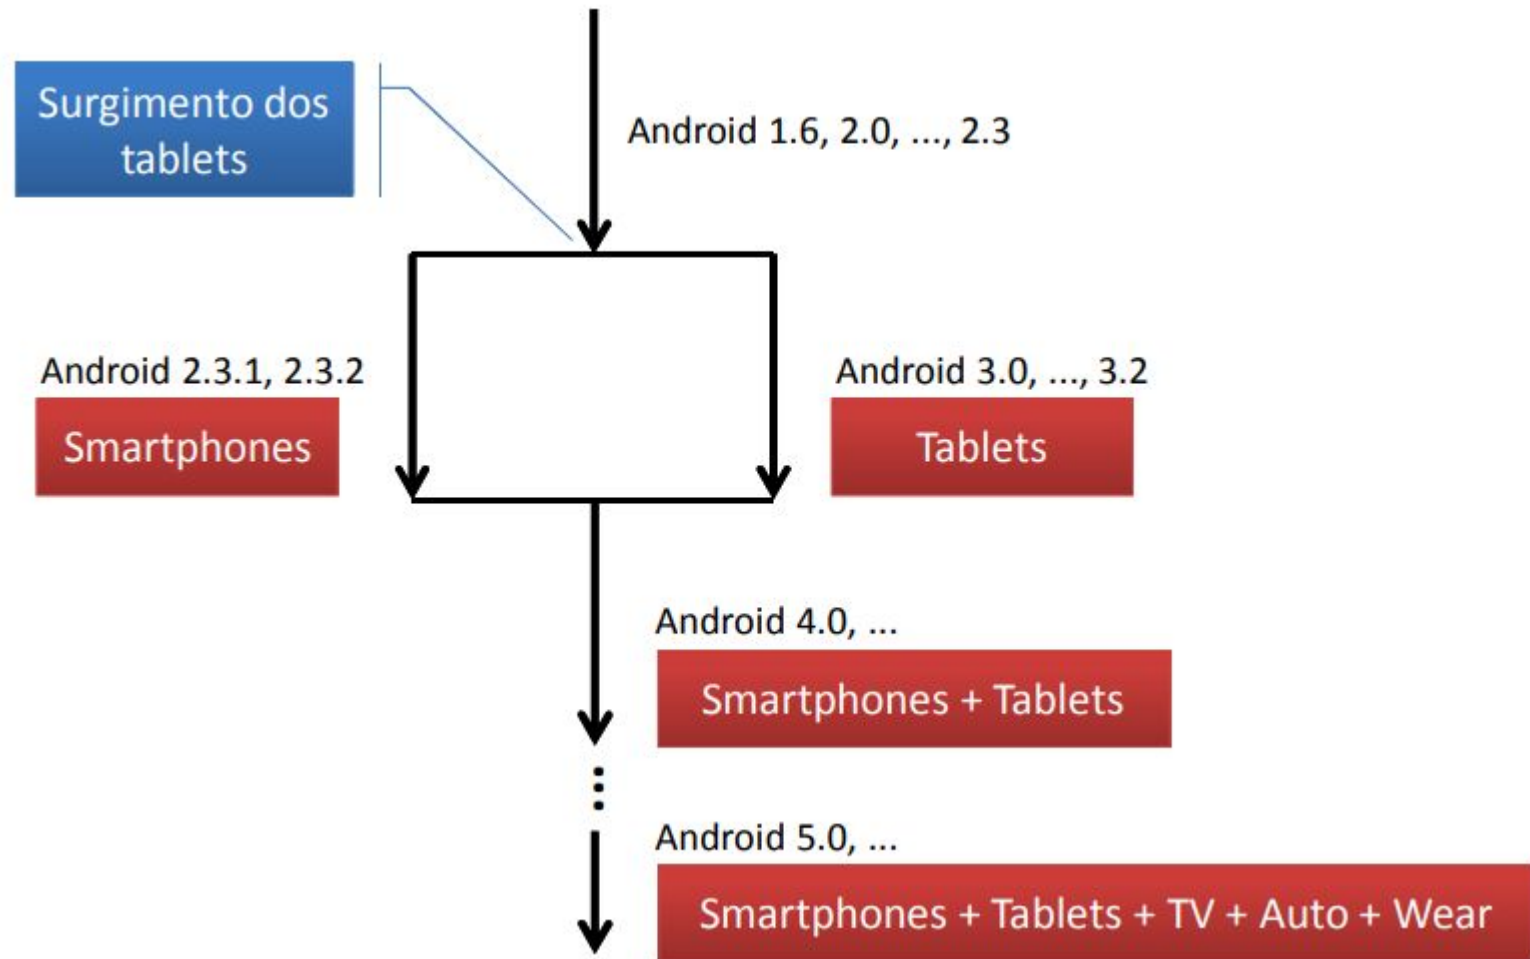 Surgimento dos
tablets
Android 1.6, 2.0, ..., 2.3
Android 2.3.1, 2.3.2
Smartphones
Android 3.0, ..., 3.2
Tablets
Android 4.0, ...
Smartphones + Tablets
Android 5.0, ...
Smartphones + Tablets + TV + Auto + Wear